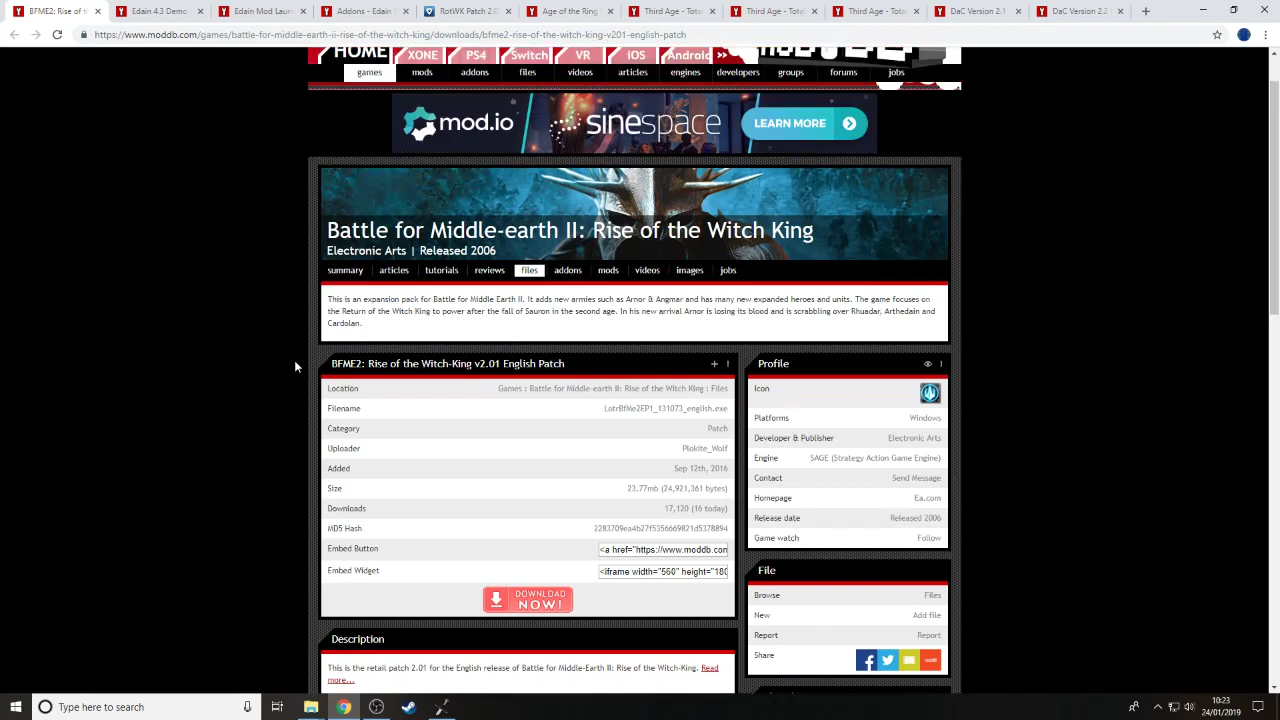 BFME2: Rise of t
Edain 4.3 Demo
Edain Mod Laun
Addons - Edain
RotWK Patch 2.0
Age of the Ring
Third Age - Total
Third Age - Total
Third Age - Total
DaC Version 2.1
DaC Version 2.2
https://www.moddb.com/games/battle-for-middle-earth-ii-rise-of-the-witch-king/downloads/bfme2-rise-of-the-witch-king-v201-english-patch
HOME XONE PS4 Switch VR iOS Android »
games mods addons files videos articles engines developers groups forums jobs
mod.io sinespace LEARN MORE
Battle for Middle-earth II: Rise of the Witch King
Electronic Arts | Released 2006
summary articles tutorials reviews files addons mods videos images jobs
This is an expansion pack for Battle for Middle Earth II. It adds new armies such as Arnor & Angmar and has many new expanded heroes and units. The game focuses on
the Return of the Witch King to power after the fall of Sauron in the second age. In his new arrival Arnor is losing its blood and is scrabbling over Rhuadar, Arthedain and
Cardolan.
BFME2: Rise of the Witch-King v2.01 English Patch
Location Games : Battle for Middle-earth II: Rise of the Witch King : Files
Filename LotrBfMe2EP1_131073_english.exe
Category Patch
Uploader Plokite_Wolf
Added Sep 12th, 2016
Size 23.77mb (24,921,361 bytes)
Downloads 17,120 (16 today)
MD5 Hash 2283709ea4b27f5356669821d5378894
Embed Button <a href="https://www.moddb.con
Embed Widget <iframe width="560" height="180
DOWNLOAD
NOW!
Description
This is the retail patch 2.01 for the English release of Battle for Middle-Earth II: Rise of the Witch-King. Read
more...
Profile
Icon
Platforms Windows
Developer & Publisher Electronic Arts
Engine SAGE (Strategy Action Game Engine)
Contact Send Message
Homepage Ea.com
Release date Released 2006
Game watch Follow
File
Browse Files
New Add file
Report Report
Share reddit
Type here to search
10:23
24/01/2019